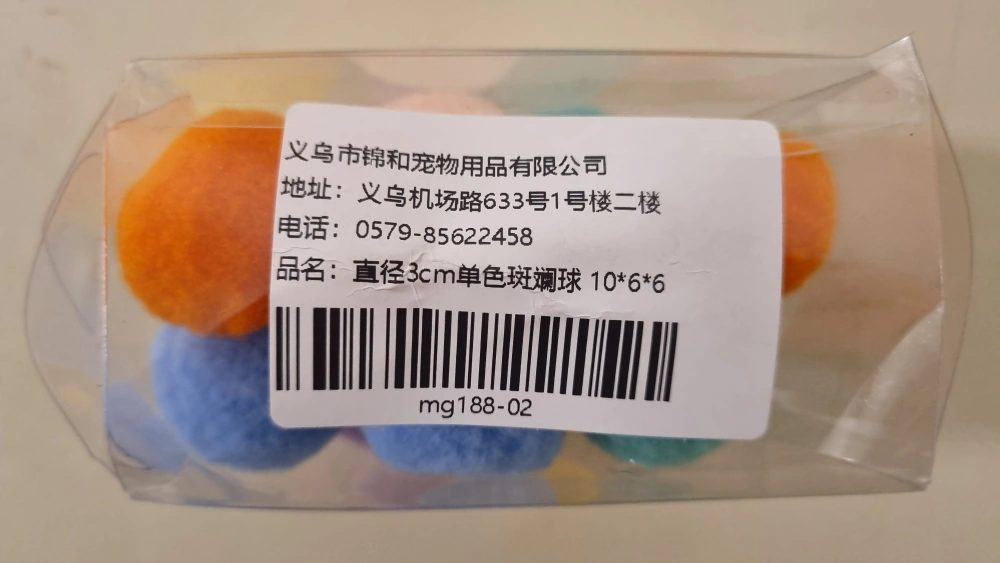 义乌市锦和宠物用品有限公司
地址：义乌机场路633号1号楼二楼
电话：0579-85622458
品名：直径3cm单色斑斓球 10*6*6
mg188-02